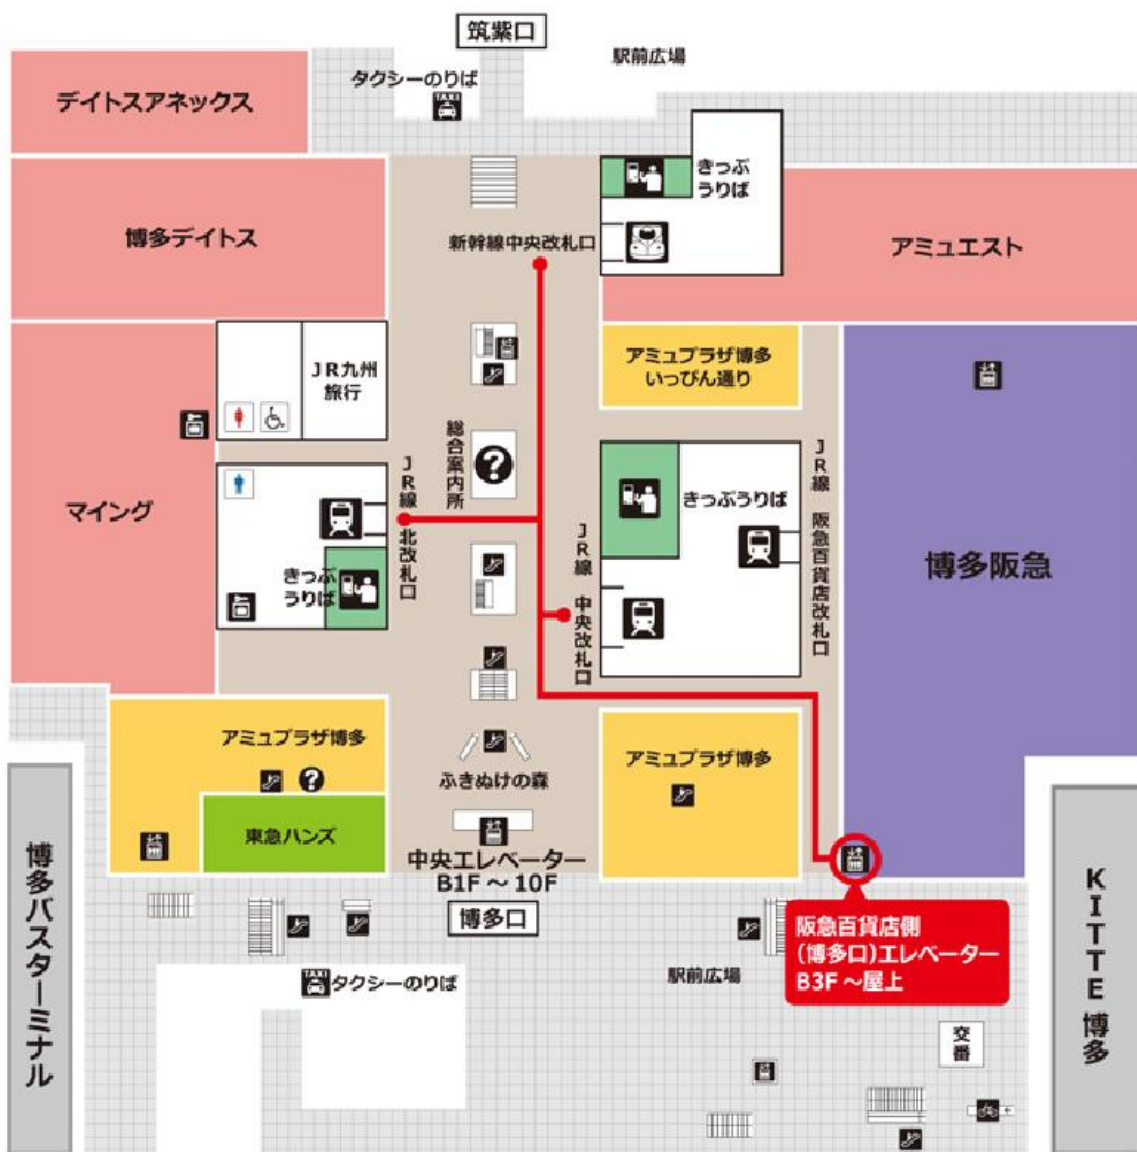 筑紫口
駅前広場
タクシーのりば
TAXI
デイトスアネックス
きっぷ
うりば
博多デイトス
新幹線中央改札口
アミュエスト
JR九州
旅行
アミュプラザ博多
いっぴん通り
総合案内所
?
マイング
JR線 北改札口
きっぷ
うりば
JR線 中央改札口
きっぷうりば
JR線 阪急百貨店改札口
博多阪急
アミュプラザ博多
?
東急ハンズ
ふきぬけの森
アミュプラザ博多
中央エレベーター
B1F~10F
博多口
阪急百貨店側
(博多口)エレベーター
B3F~屋上
博多バスターミナル
TAXI
タクシーのりば
駅前広場
交番
KITTE 博多